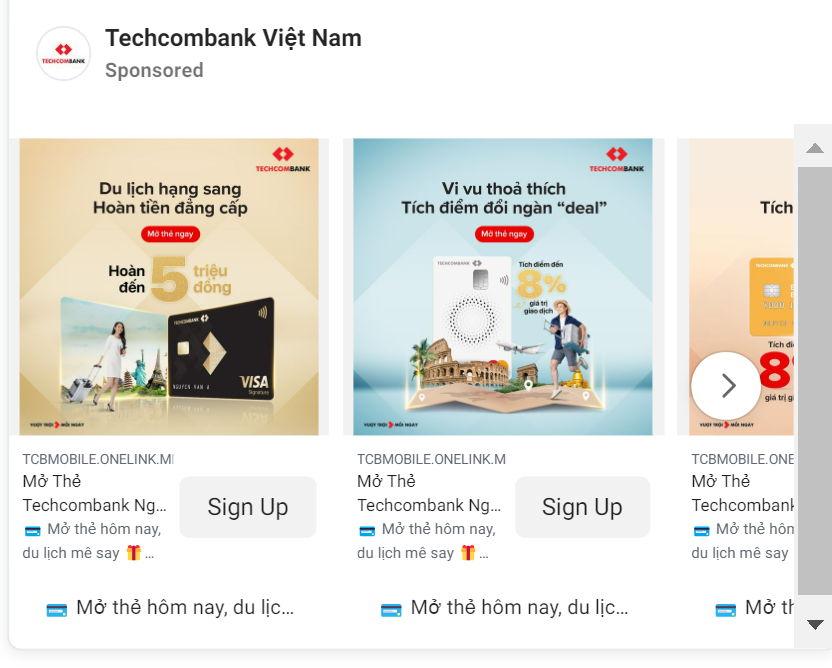 Techcombank Việt Nam
Sponsored
TECHCOMBANK
TECHCOMBANK
Du lịch hạng sang
Hoàn tiền đẳng cấp
Mở thẻ ngay
Hoàn
đến
5 triệu
đồng
TECHCOMBANK
NGUYEN VAN A
VISA
Signature
VƯỢT TRỘI MỖI NGÀY
TCBMOBILE.ONELINK.M
Mở Thẻ
Techcombank Ng...
Mở thẻ hôm nay,
du lịch mê say ...
Sign Up
Mở thẻ hôm nay, du lịc...
TECHCOMBANK
Vi vu thoả thích
Tích điểm đổi ngàn “deal”
Mở thẻ ngay
TECHCOMBANK
Tích điểm đến
8%
giá trị
giao dịch
VƯỢT TRỘI MỖI NGÀY
TCBMOBILE.ONELINK.M
Mở Thẻ
Techcombank Ng...
Mở thẻ hôm nay,
du lịch mê say ...
Sign Up
Mở thẻ hôm nay, du lịc...
Tích
TECHCOMBANK
Tích
8
giá trị
VƯỢT TRỘI MỖI NGÀY
TCBMOBILE.ONE
Mở Thẻ
Techcombank
Mở thẻ hôn
du lịch mê say
Mở th